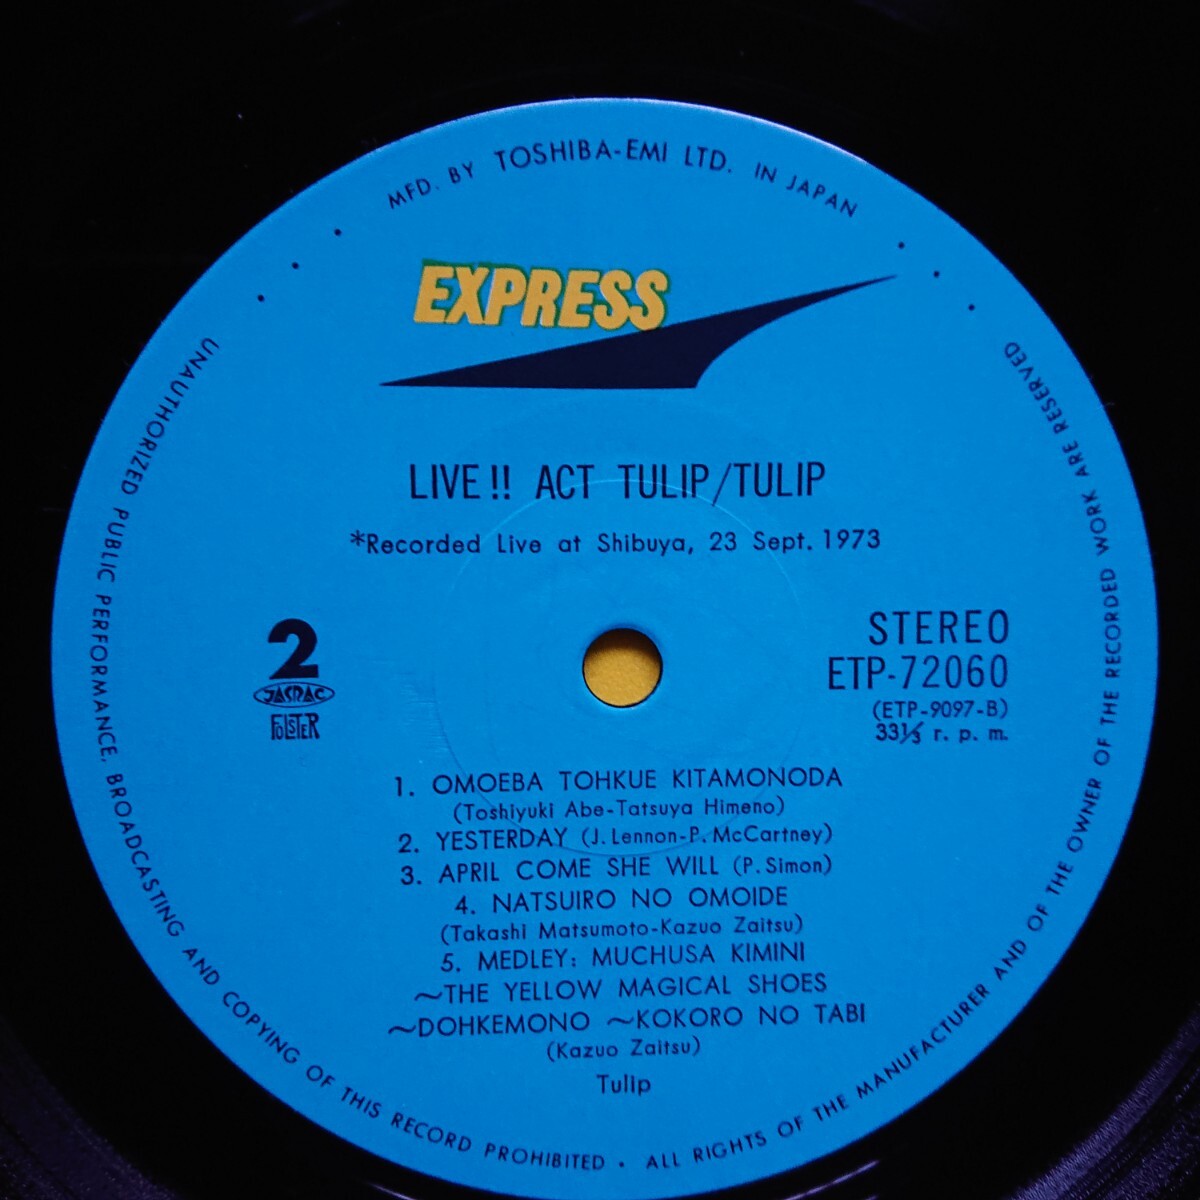 MFD. BY TOSHIBA-EMI LTD. IN JAPAN
EXPRESS
LIVE!! ACT TULIP/TULIP
*Recorded Live at Shibuya, 23 Sept. 1973
2
JASRAC
FOLSTER
STEREO
ETP-72060
(ETP-9097-B)
33⅓ r. p. m.
1. OMOEBA TOHKUE KITAMONODA
(Toshiyuki Abe-Tatsuya Himeno)
2. YESTERDAY (J. Lennon-P. McCartney)
3. APRIL COME SHE WILL (P. Simon)
4. NATSUIRO NO OMOIDE
(Takashi Matsumoto-Kazuo Zaitsu)
5. MEDLEY: MUCHUSA KIMINI
～THE YELLOW MAGICAL SHOES
～DOHKEMONO ～KOKORO NO TABI
(Kazuo Zaitsu)
Tulip
UNAUTHORIZED PUBLIC PERFORMANCE, BROADCASTING AND COPYING OF THIS RECORD PROHIBITED • ALL RIGHTS OF THE MANUFACTURER AND OF THE OWNER OF THE RECORDED WORK ARE RESERVED